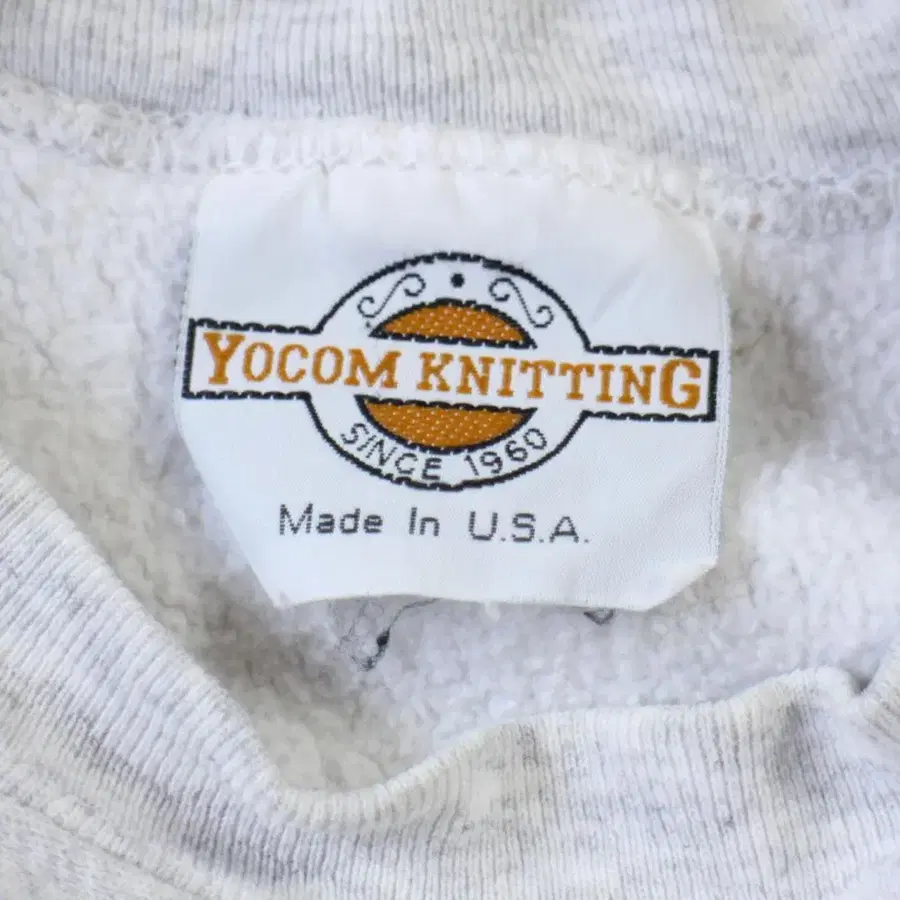 YOCOM KNITTING
SINCE 1960
Made In U.S.A.